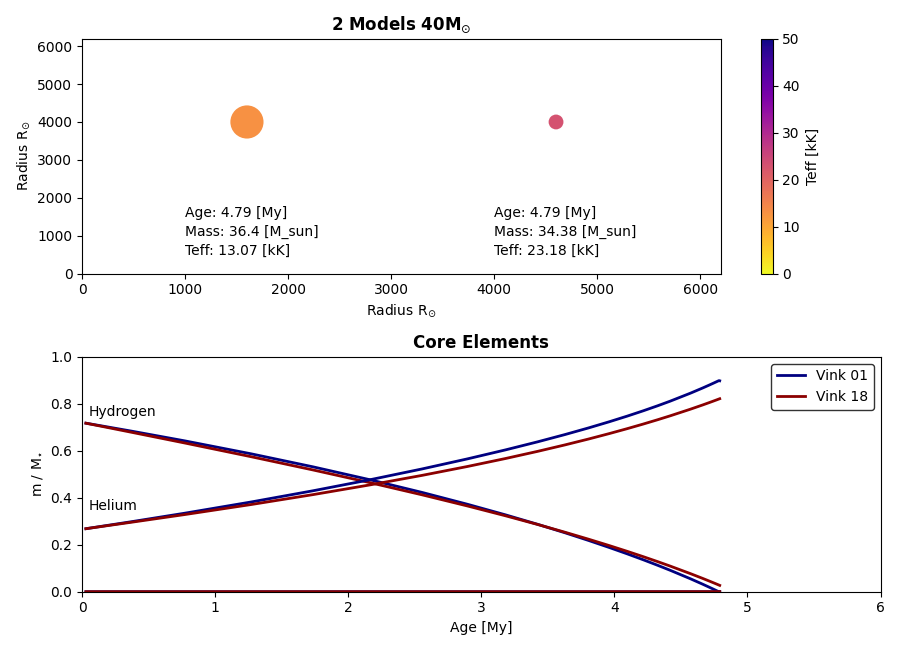 2 Models 40M☉
6000
5000
4000
3000
2000
1000
0
Radius R☉
Age: 4.79 [My]
Mass: 36.4 [M_sun]
Teff: 13.07 [kK]
Age: 4.79 [My]
Mass: 34.38 [M_sun]
Teff: 23.18 [kK]
0 1000 2000 3000 4000 5000 6000
Radius R☉
50
40
30
20
10
0
Teff [kK]
Core Elements
1.0
0.8
0.6
0.4
0.2
0.0
m / M⋆
Hydrogen
Helium
Vink 01
Vink 18
0 1 2 3 4 5 6
Age [My]